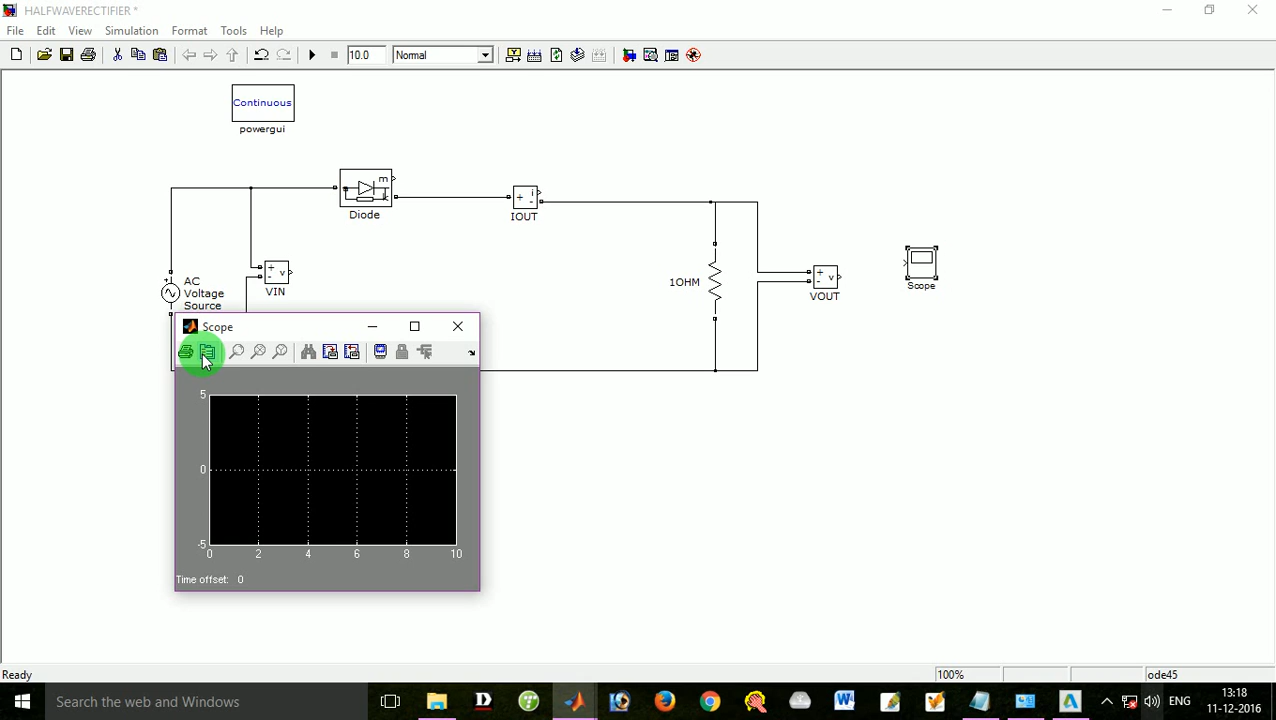 HALFWAVERECTIFIER *
File Edit View Simulation Format Tools Help
10.0 Normal
Continuous
powergui
m
k
Diode
+ i -
IOUT
+
AC
Voltage
Source
+ v -
VIN
1OHM
+ v -
VOUT
Scope
Scope
5
0
-5
0 2 4 6 8 10
Time offset: 0
Ready 100% ode45
Search the web and Windows
ENG
13:18
11-12-2016